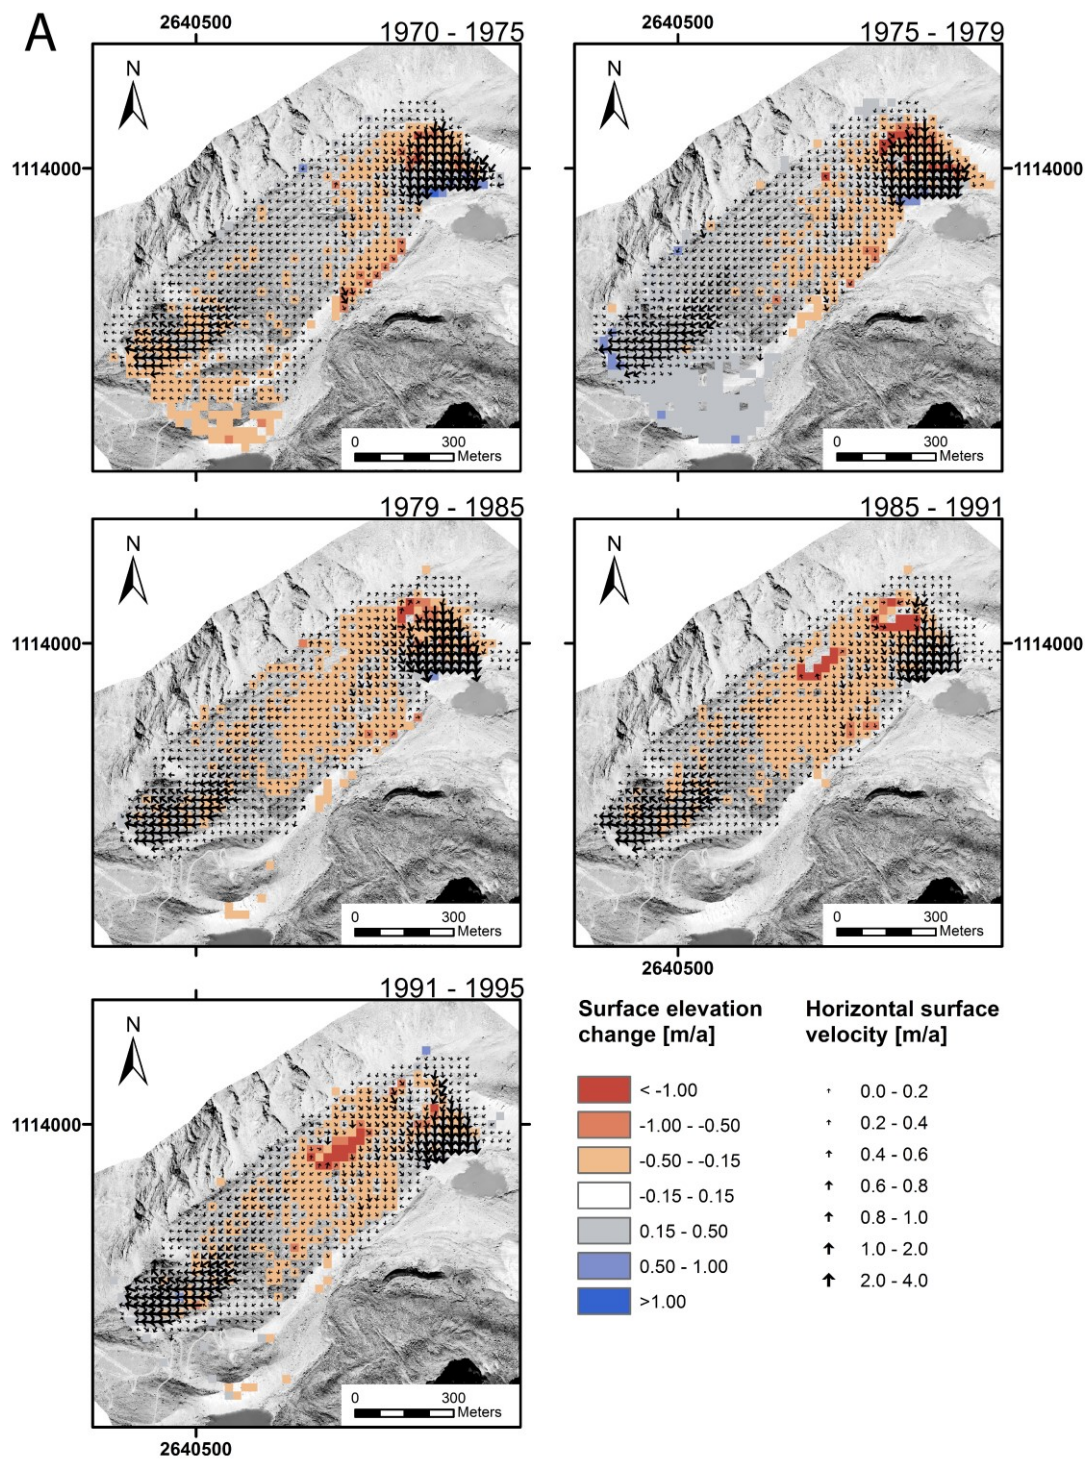 A
2640500
1970 - 1975
1975 - 1979
2640500
N
N
1114000
1114000
0 300
Meters
0 300
Meters
1979 - 1985
1985 - 1991
N
N
1114000
1114000
0 300
Meters
0 300
Meters
2640500
1991 - 1995
N
1114000
0 300
Meters
2640500
Surface elevation
change [m/a]
< -1.00
-1.00 - -0.50
-0.50 - -0.15
-0.15 - 0.15
0.15 - 0.50
0.50 - 1.00
>1.00
Horizontal surface
velocity [m/a]
0.0 - 0.2
0.2 - 0.4
0.4 - 0.6
0.6 - 0.8
0.8 - 1.0
1.0 - 2.0
2.0 - 4.0